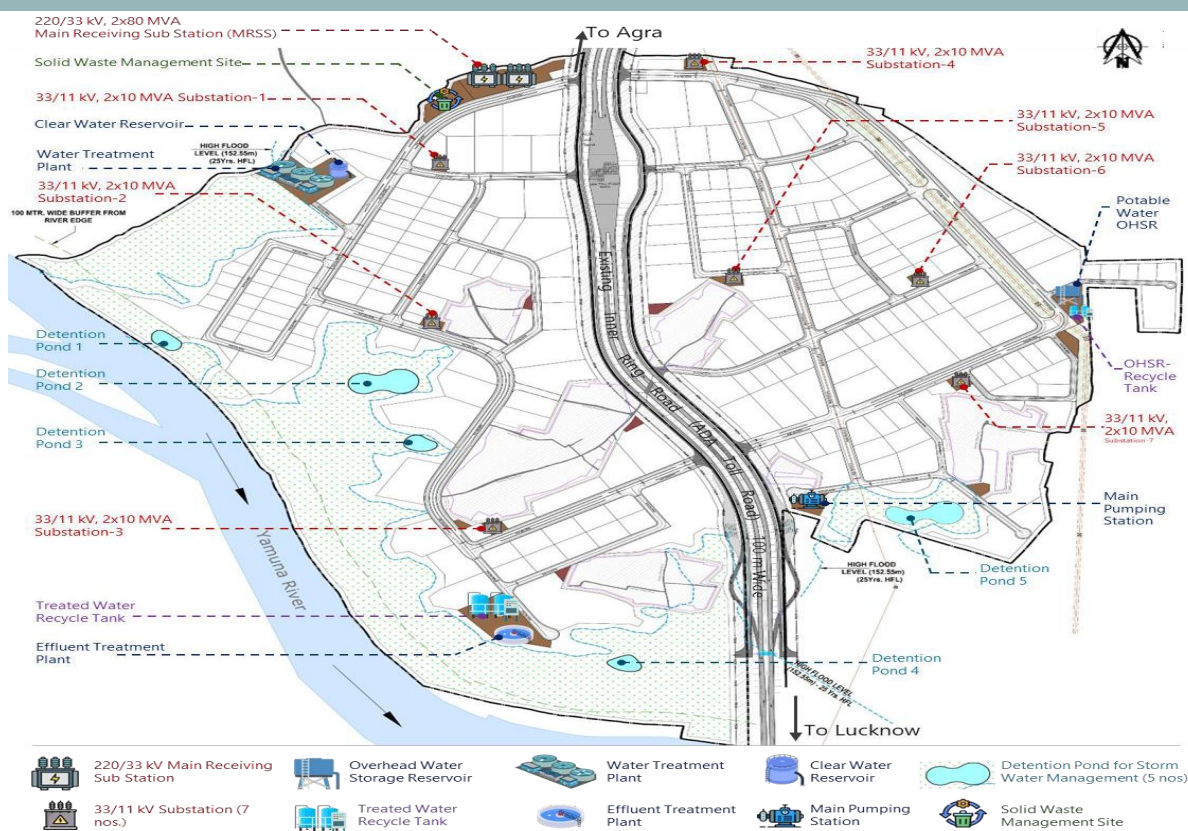 220/33 kV, 2x80 MVA
Main Receiving Sub Station (MRSS)
To Agra
33/11 kV, 2x10 MVA
Substation-4
N
Solid Waste Management Site
33/11 kV, 2x10 MVA Substation-1
Clear Water Reservoir
HIGH FLOOD
LEVEL (152.55m)
(25Yrs. HFL)
Water Treatment
Plant
33/11 kV, 2x10 MVA
Substation-2
100 MTR. WIDE BUFFER FROM
RIVER EDGE
33/11 kV, 2x10 MVA
Substation-5
33/11 kV, 2x10 MVA
Substation-6
Potable
Water
OHSR
Existing Inner Ring Road (ADA Toll Road) 100 m Wide
Detention
Pond 1
Detention
Pond 2
Detention
Pond 3
OHSR-
Recycle
Tank
33/11 kV,
2x10 MVA
Substation-7
Main
Pumping
Station
33/11 kV, 2x10 MVA
Substation-3
Yamuna River
HIGH FLOOD
LEVEL (152.55m)
(25Yrs. HFL)
Detention
Pond 5
Treated Water
Recycle Tank
Effluent Treatment
Plant
Detention
Pond 4
HIGH FLOOD LEVEL
(152.55m) - 25 Yrs. HFL
To Lucknow
220/33 kV Main Receiving
Sub Station
Overhead Water
Storage Reservoir
Water Treatment
Plant
Clear Water
Reservoir
Detention Pond for Storm
Water Management (5 nos)
33/11 kV Substation (7
nos.)
Treated Water
Recycle Tank
Effluent Treatment
Plant
Main Pumping
Station
Solid Waste
Management Site